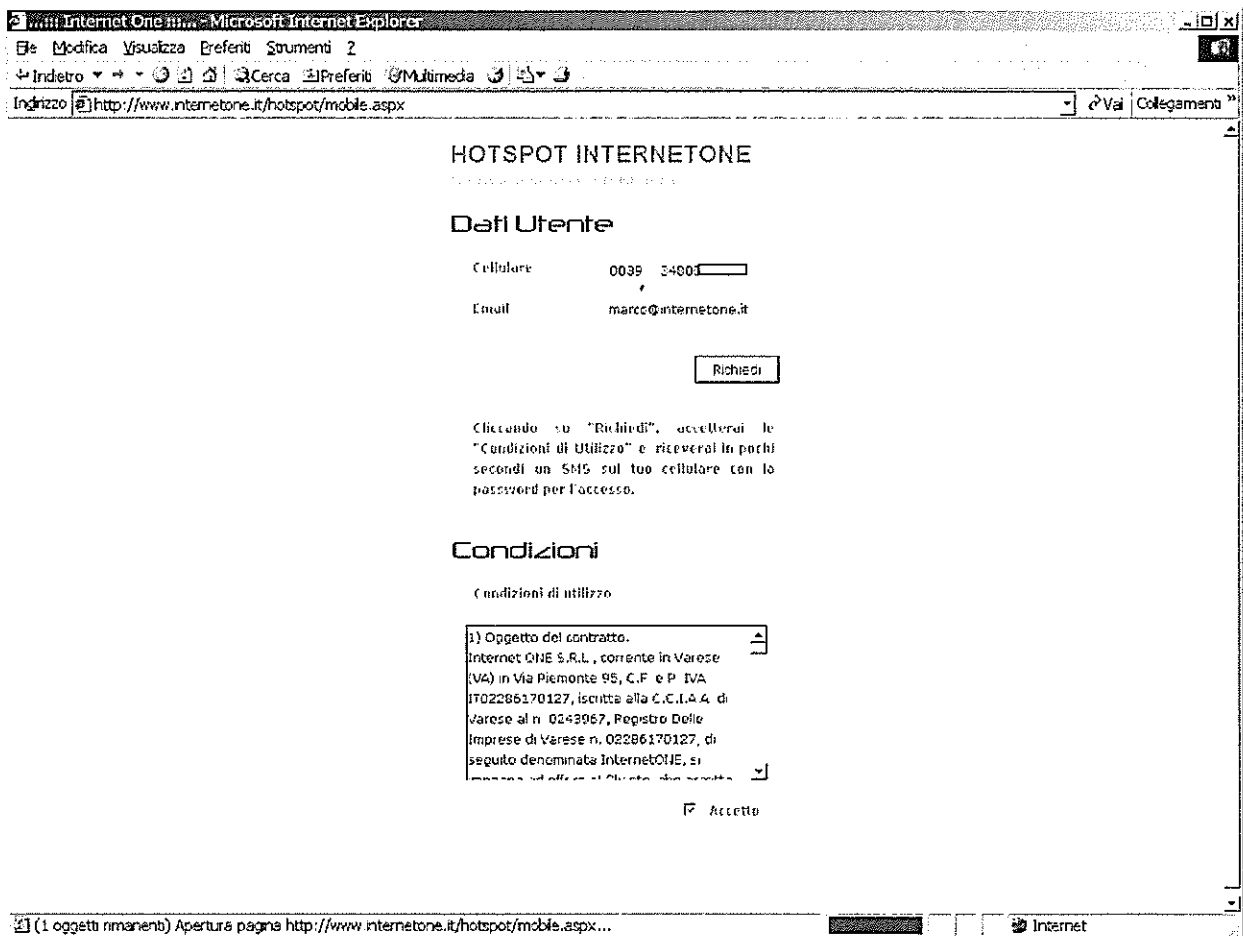 .....::: Internet One :::..... - Microsoft Internet Explorer
File Modifica Visualizza Preferiti Strumenti ?
Indietro Cerca Preferiti Multimedia
Indirizzo http://www.internetone.it/hotspot/mobile.aspx Vai Collegamenti »
HOTSPOT INTERNETONE
Dati Utente
Cellulare 0039 34800
Email marco@internetone.it
Richiedi
Cliccando su "Richiedi", accetterai le
"Condizioni di Utilizzo" e riceverai in pochi
secondi un SMS sul tuo cellulare con la
password per l'accesso.
Condizioni
Condizioni di utilizzo
1) Oggetto del contratto.
Internet ONE S.R.L., corrente in Varese
(VA) in Via Piemonte 95, C.F. e P. IVA
IT02286170127, iscritta alla C.C.I.A.A. di
Varese al n. 0243967, Registro Delle
Imprese di Varese n. 02286170127, di
seguito denominata InternetONE, si
Accetto
(1 oggetti rimanenti) Apertura pagina http://www.internetone.it/hotspot/mobile.aspx... Internet